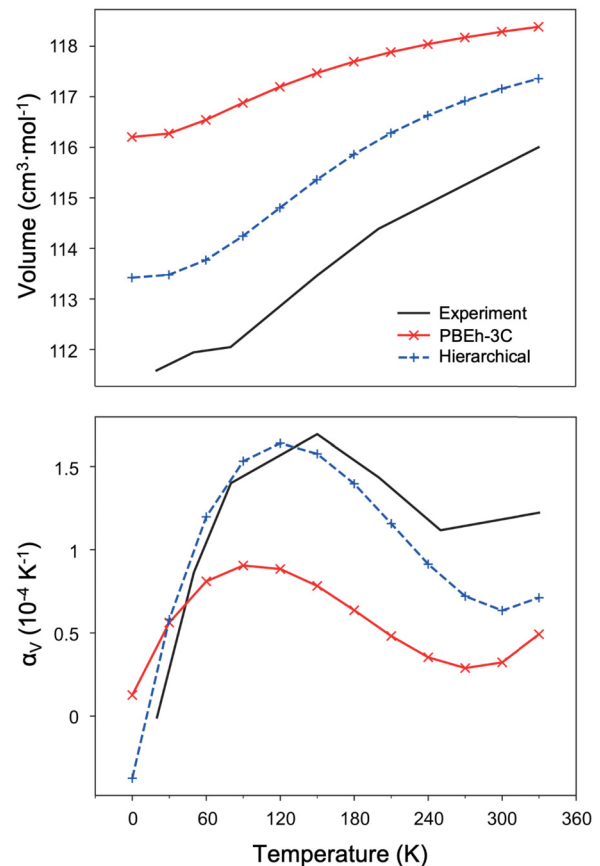 Volume (cm³·mol⁻¹)
118
117
116
115
114
113
112
Experiment
PBEh-3C
Hierarchical
αV (10⁻⁴ K⁻¹)
1.5
1
0.5
0
0 60 120 180 240 300 360
Temperature (K)